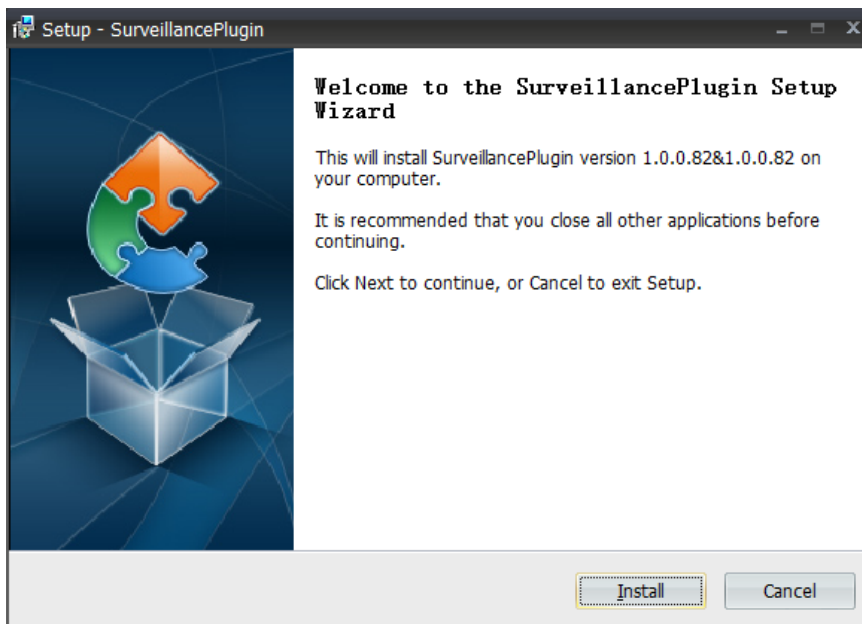 Setup - SurveillancePlugin
Welcome to the SurveillancePlugin Setup
Wizard
This will install SurveillancePlugin version 1.0.0.82&1.0.0.82 on
your computer.
It is recommended that you close all other applications before
continuing.
Click Next to continue, or Cancel to exit Setup.
Install
Cancel